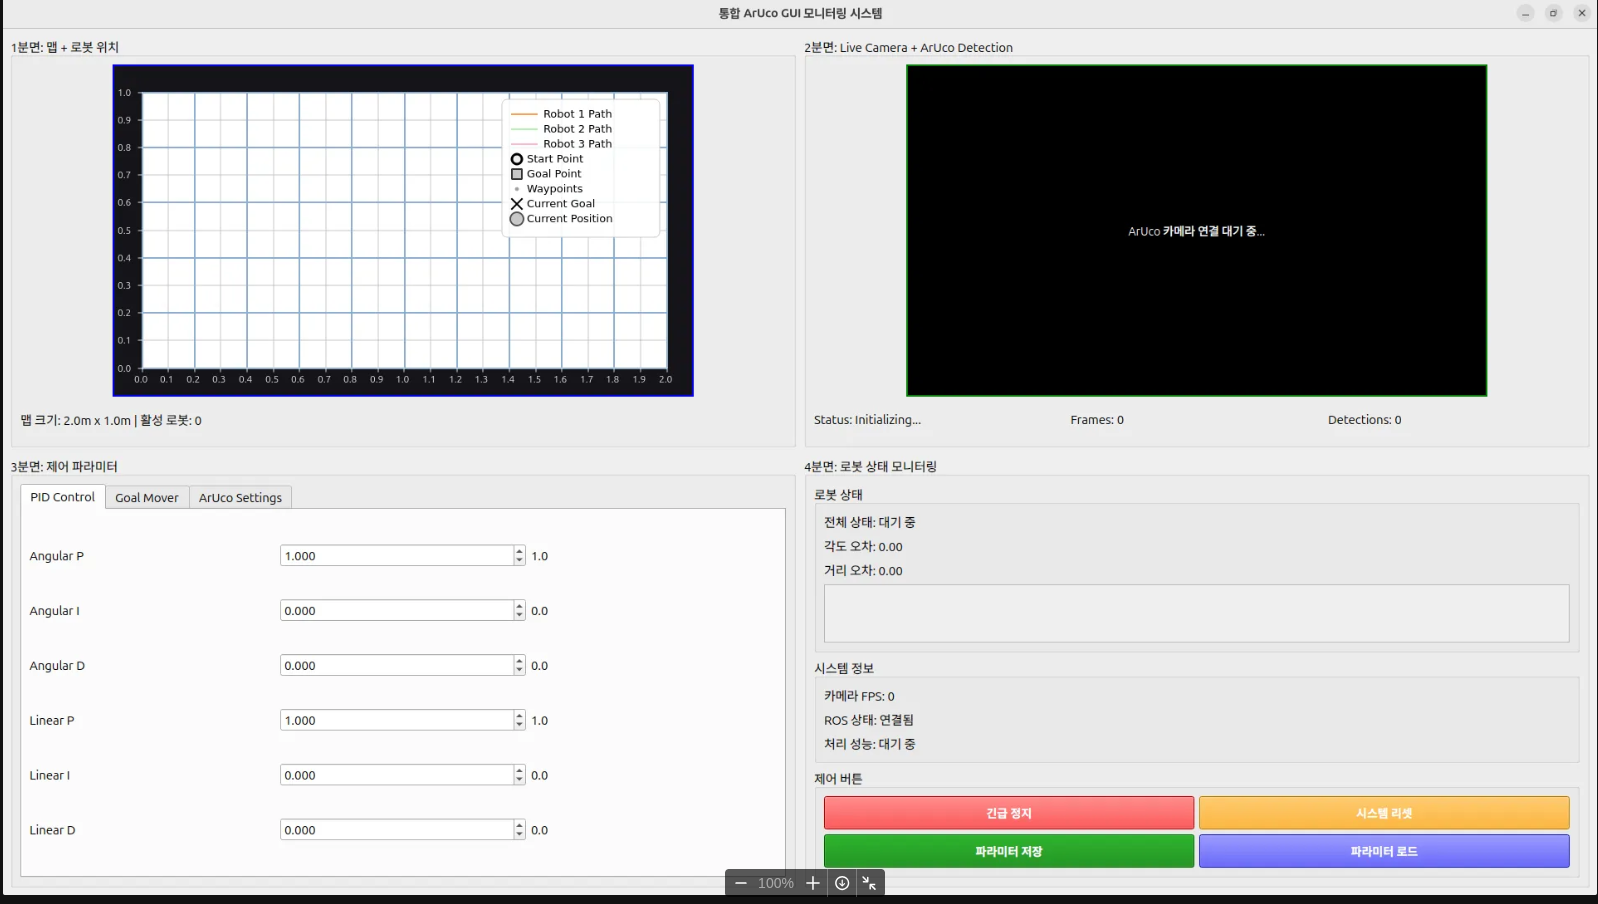 통합 ArUco GUI 모니터링 시스템
1분면: 맵 + 로봇 위치
1.0
0.9
0.8
0.7
0.6
0.5
0.4
0.3
0.2
0.1
0.0
0.0 0.1 0.2 0.3 0.4 0.5 0.6 0.7 0.8 0.9 1.0 1.1 1.2 1.3 1.4 1.5 1.6 1.7 1.8 1.9 2.0
Robot 1 Path
Robot 2 Path
Robot 3 Path
Start Point
Goal Point
Waypoints
Current Goal
Current Position
맵 크기: 2.0m x 1.0m | 활성 로봇: 0
2분면: Live Camera + ArUco Detection
ArUco 카메라 연결 대기 중...
Status: Initializing... Frames: 0 Detections: 0
3분면: 제어 파라미터
PID Control Goal Mover ArUco Settings
Angular P 1.000 1.0
Angular I 0.000 0.0
Angular D 0.000 0.0
Linear P 1.000 1.0
Linear I 0.000 0.0
Linear D 0.000 0.0
4분면: 로봇 상태 모니터링
로봇 상태
전체 상태: 대기 중
각도 오차: 0.00
거리 오차: 0.00
시스템 정보
카메라 FPS: 0
ROS 상태: 연결됨
처리 성능: 대기 중
제어 버튼
긴급 정지 시스템 리셋
파라미터 저장 파라미터 로드
100%